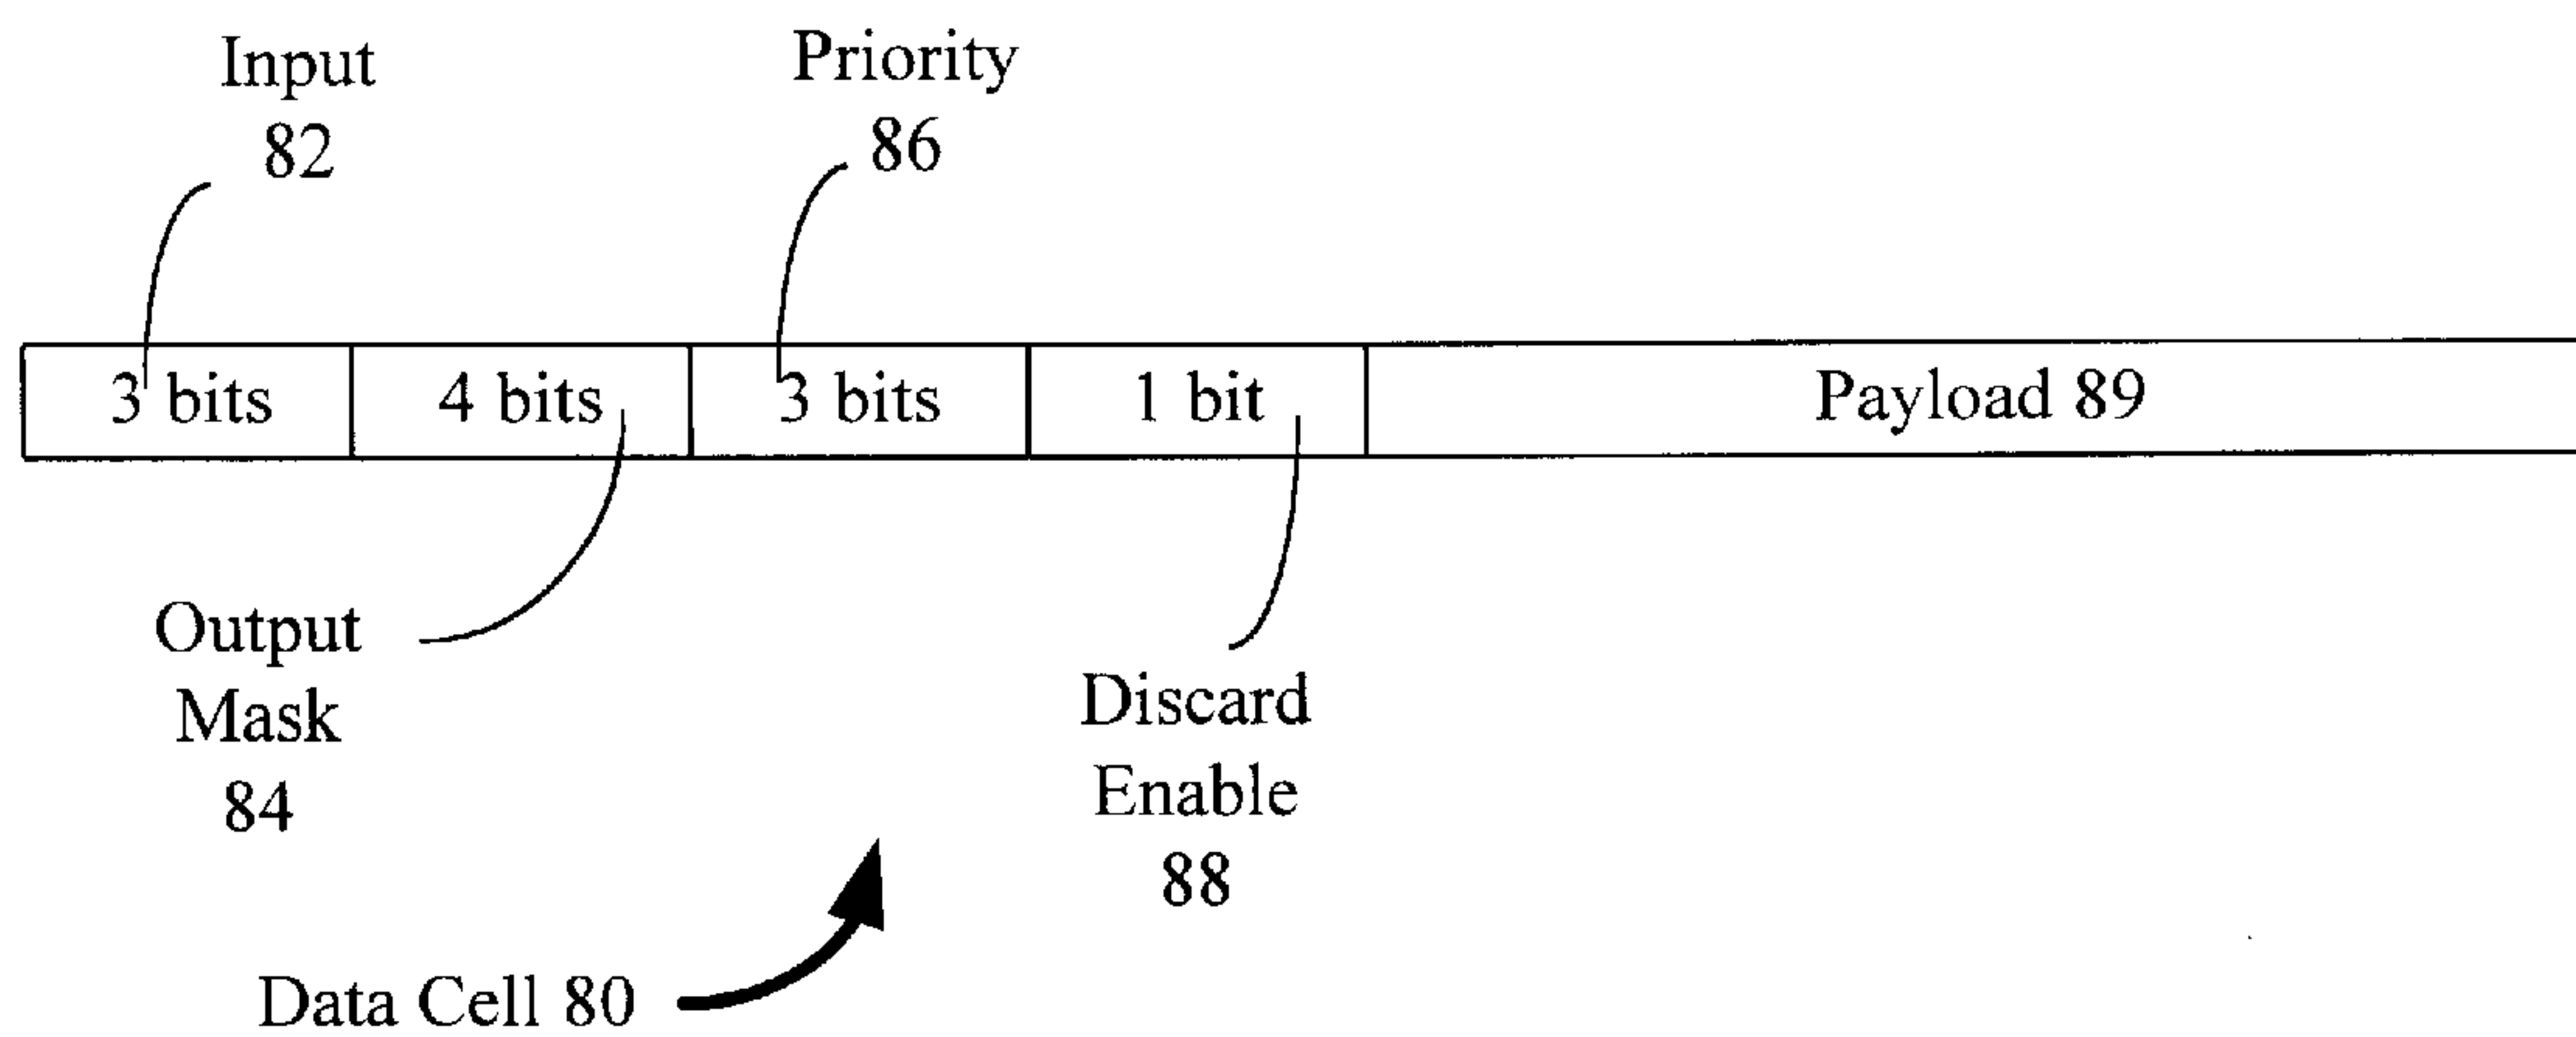 Input
82
Priority
86
3 bits
4 bits
3 bits
1 bit
Payload 89
Output
Mask
84
Discard
Enable
88
Data Cell 80